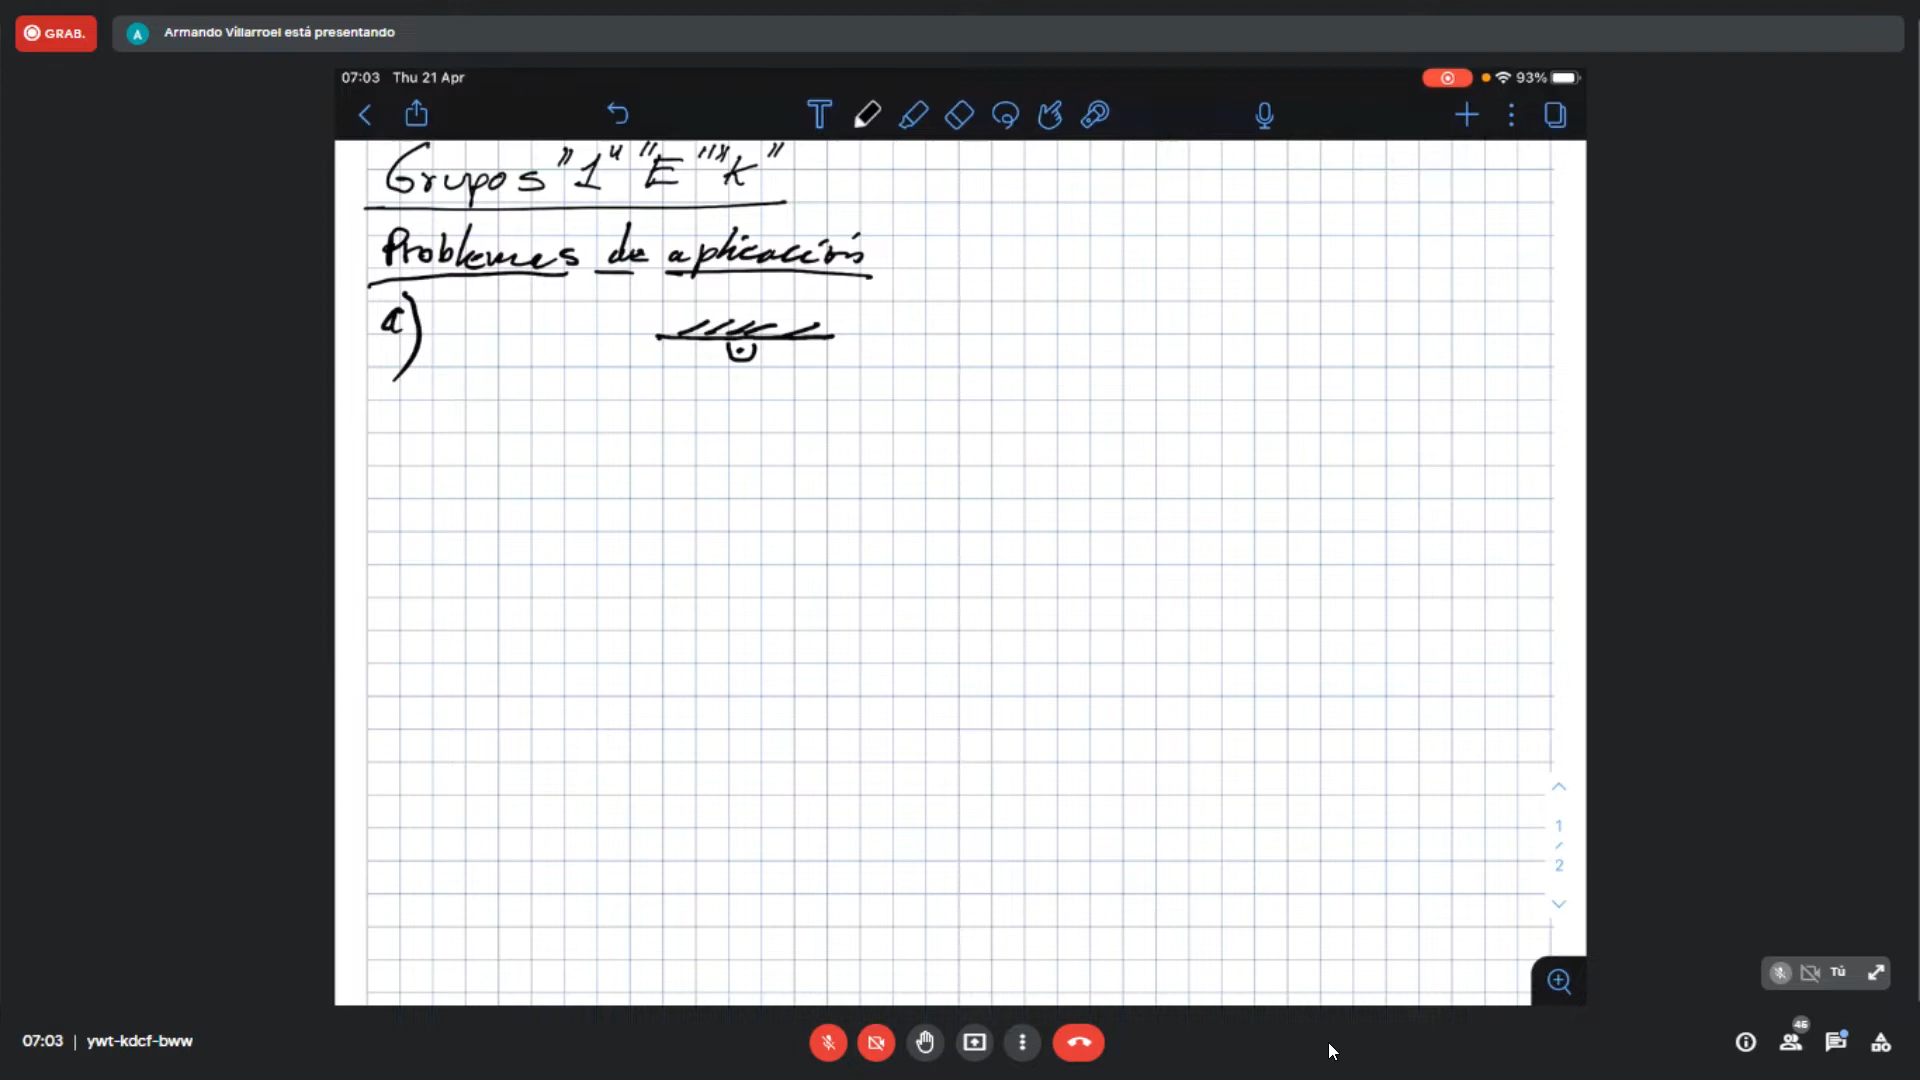 GRAB.
A Armando Villarroel está presentando
07:03 Thu 21 Apr
93%
Grupos "1" "E" "K"
Problemas de aplicación
a)
1
2
Tú
07:03 | ywt-kdcf-bww
46